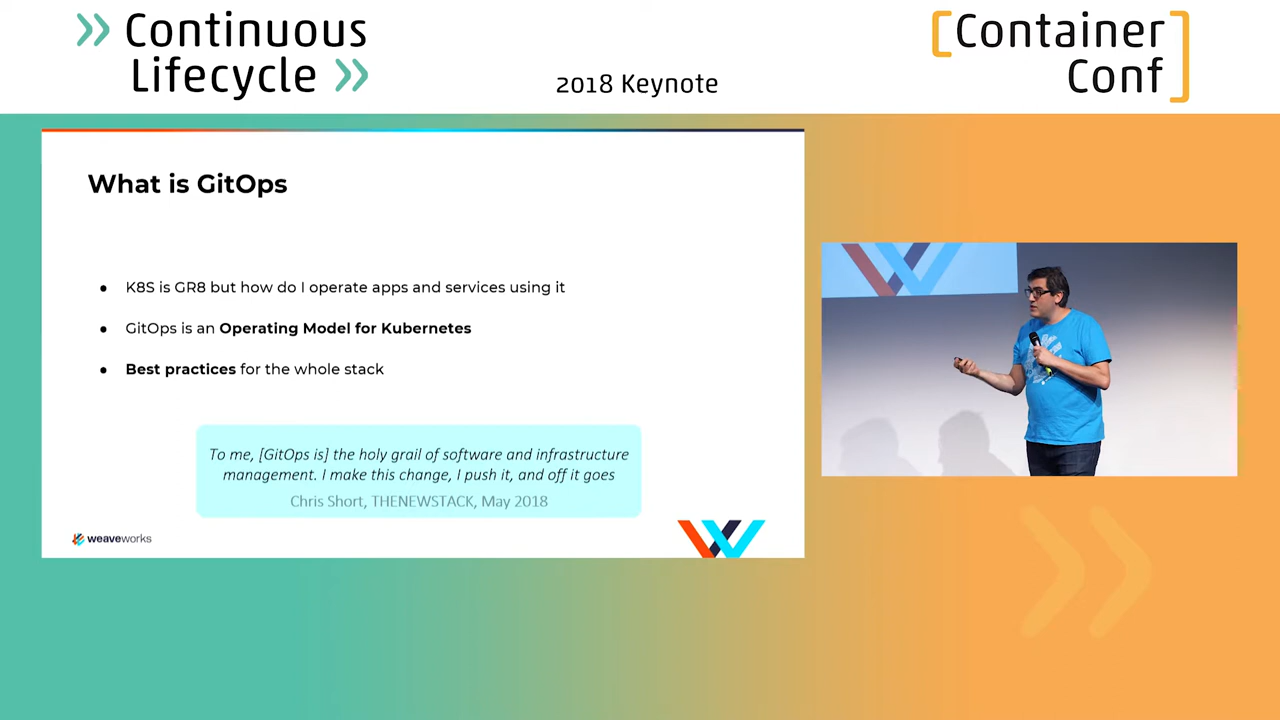 » Continuous
Lifecycle »
2018 Keynote
[Container
Conf]
What is GitOps
● K8S is GR8 but how do I operate apps and services using it
● GitOps is an Operating Model for Kubernetes
● Best practices for the whole stack
To me, [GitOps is] the holy grail of software and infrastructure
management. I make this change, I push it, and off it goes
Chris Short, THENEWSTACK, May 2018
weaveworks